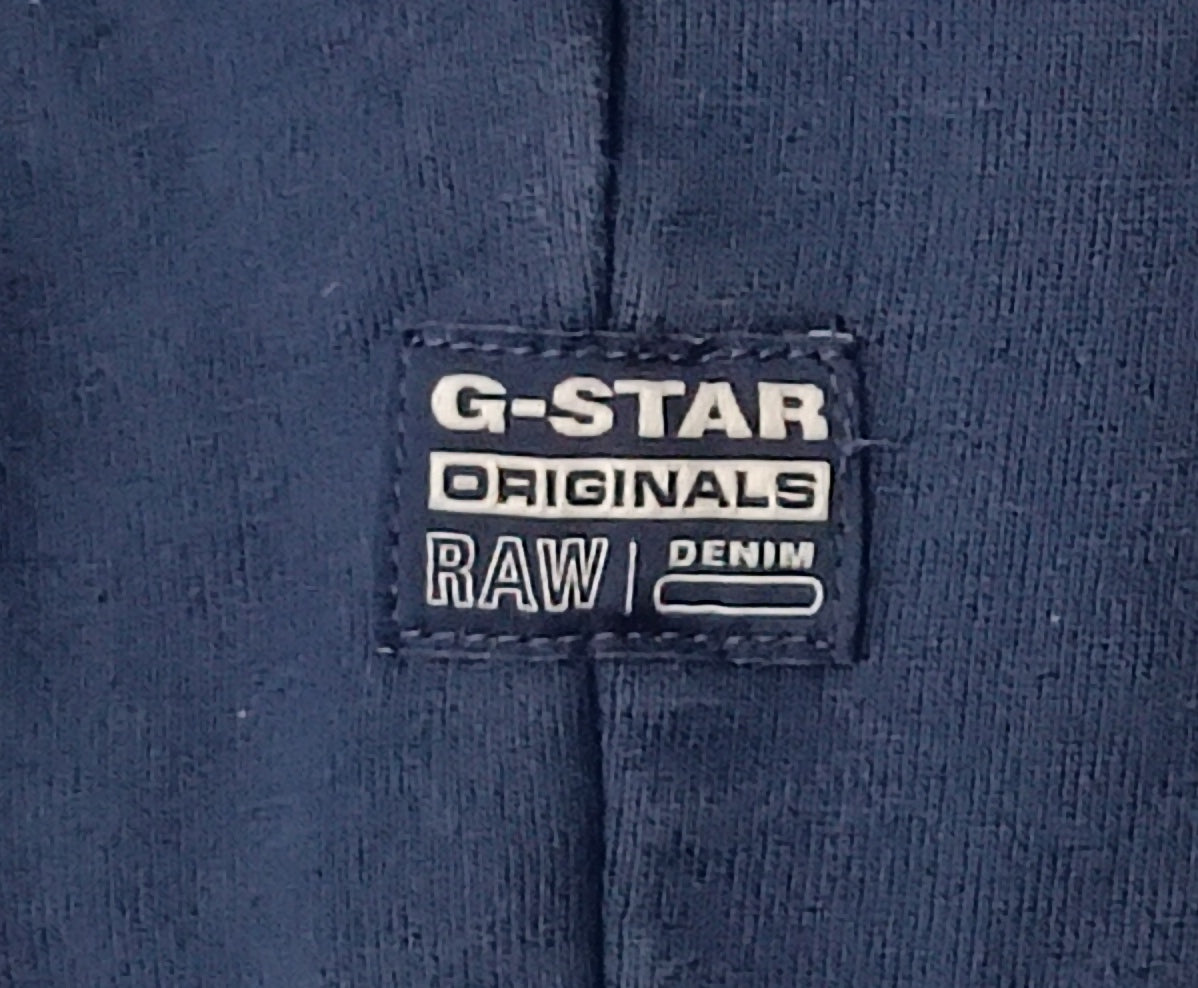 G-STAR
ORIGINALS
RAW | DENIM